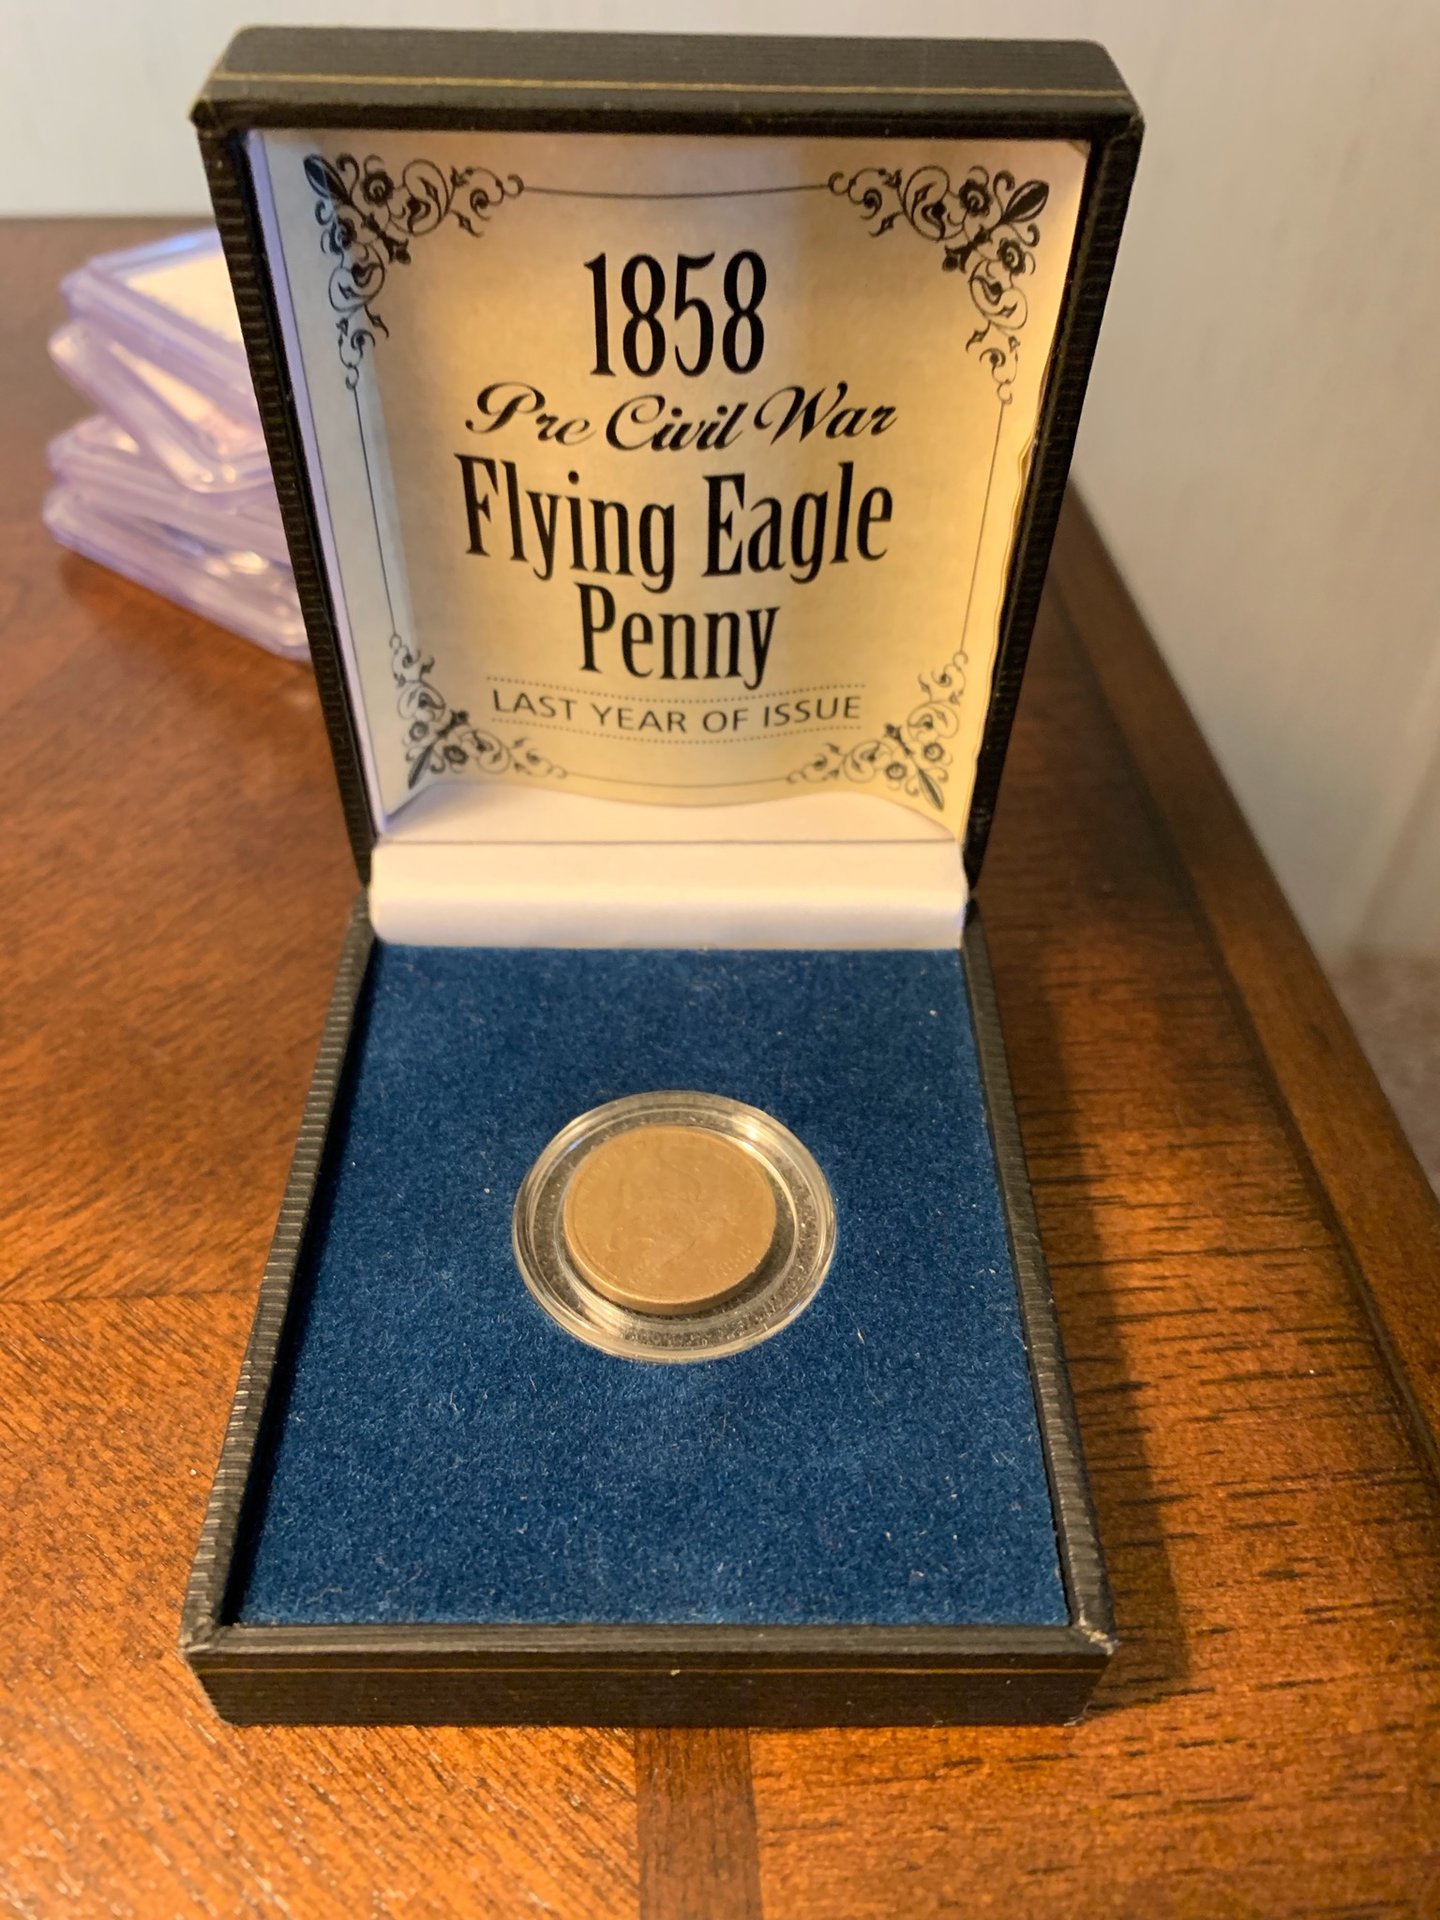 1858
Pre Civil War
Flying Eagle
Penny
LAST YEAR OF ISSUE